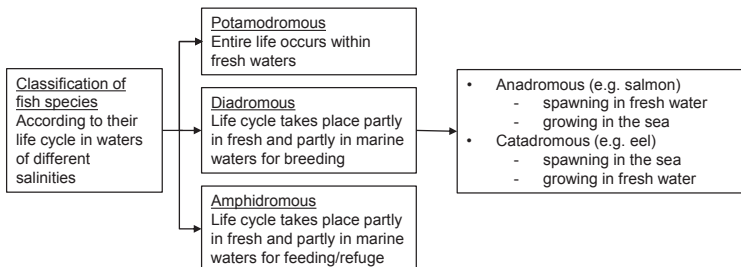 Classification of
fish species
According to their
life cycle in waters
of different
salinities
Potamodromous
Entire life occurs within
fresh waters
Diadromous
Life cycle takes place partly
in fresh and partly in marine
waters for breeding
Amphidromous
Life cycle takes place partly
in fresh and partly in marine
waters for feeding/refuge
• Anadromous (e.g. salmon)
- spawning in fresh water
- growing in the sea
• Catadromous (e.g. eel)
- spawning in the sea
- growing in fresh water